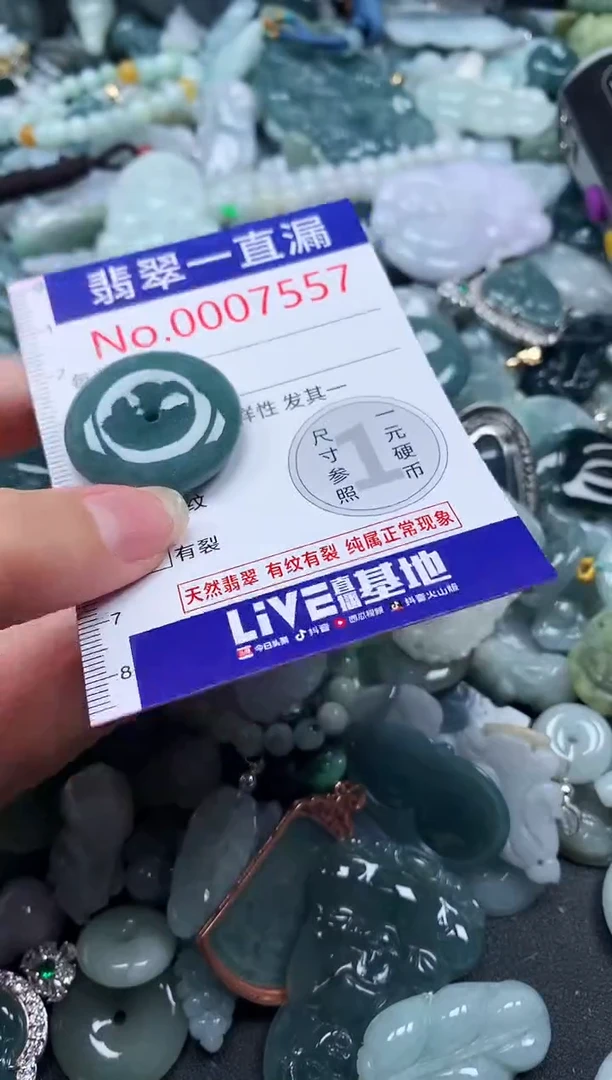 翡翠一直漏
No.0007557
样性 发其一
1
尺寸参照
一元硬币
纹
有裂
天然翡翠 有纹有裂 纯属正常现象
LiVE直播基地
今日头条 抖音 西瓜视频 抖音火山版
7
8